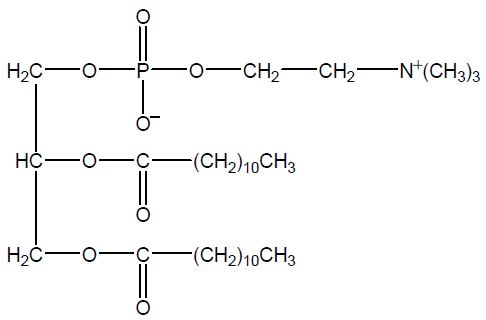 O
H₂C O P O CH₂ CH₂ N⁺(CH₃)₃
O⁻
HC O C (CH₂)₁₀CH₃
O
H₂C O C (CH₂)₁₀CH₃
O